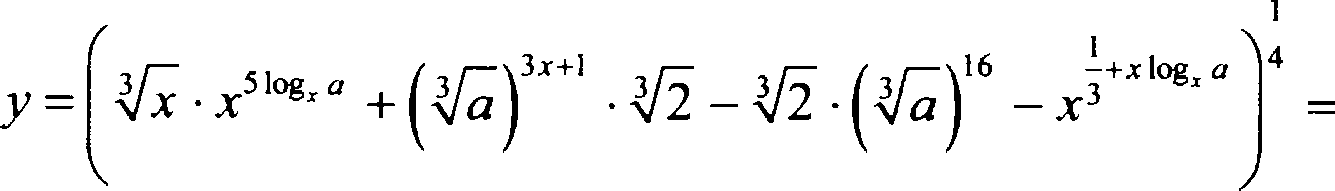 y = ( ∛x · x^{5 log_x a} + (∛a)^{3x+1} · ∛2 − ∛2 · (∛a)^{16} − x^{1/3 + x log_x a} )^{1/4} =